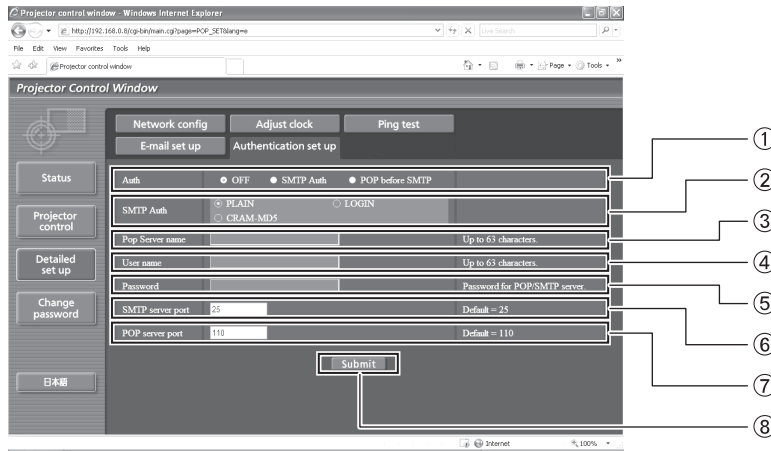 Projector control window - Windows Internet Explorer
http://192.168.0.8/cgi-bin/main.cgi?page=POP_SET&lang=e
Live Search
File Edit View Favorites Tools Help
Projector control window
Page Tools »
Projector Control Window
Network config Adjust clock Ping test
E-mail set up Authentication set up
Status
Projector control
Detailed set up
Change password
日本語
Auth OFF SMTP Auth POP before SMTP
①
SMTP Auth PLAIN LOGIN
CRAM-MD5
②
Pop Server name Up to 63 characters.
③
User name Up to 63 characters.
④
Password Password for POP/SMTP server.
⑤
SMTP server port 25 Default = 25
⑥
POP server port 110 Default = 110
⑦
Submit
⑧
Internet 100%